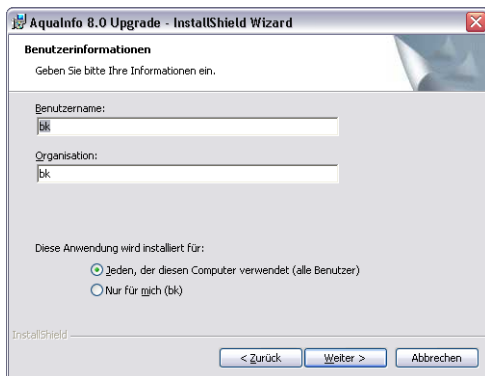 AquaInfo 8.0 Upgrade - InstallShield Wizard
Benutzerinformationen
Geben Sie bitte Ihre Informationen ein.
Benutzername:
bk
Organisation:
bk
Diese Anwendung wird installiert für:
Jeden, der diesen Computer verwendet (alle Benutzer)
Nur für mich (bk)
InstallShield
< Zurück Weiter > Abbrechen